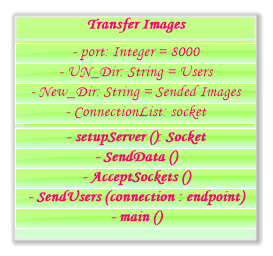 Transfer Images
- port: Integer = 8000
- UN_Dir: String = Users
- New_Dir: String = Sended Images
- ConnectionList: socket
- setupServer (): Socket
- SendData ()
- AcceptSockets ()
- SendUsers (connection : endpoint)
- main ()